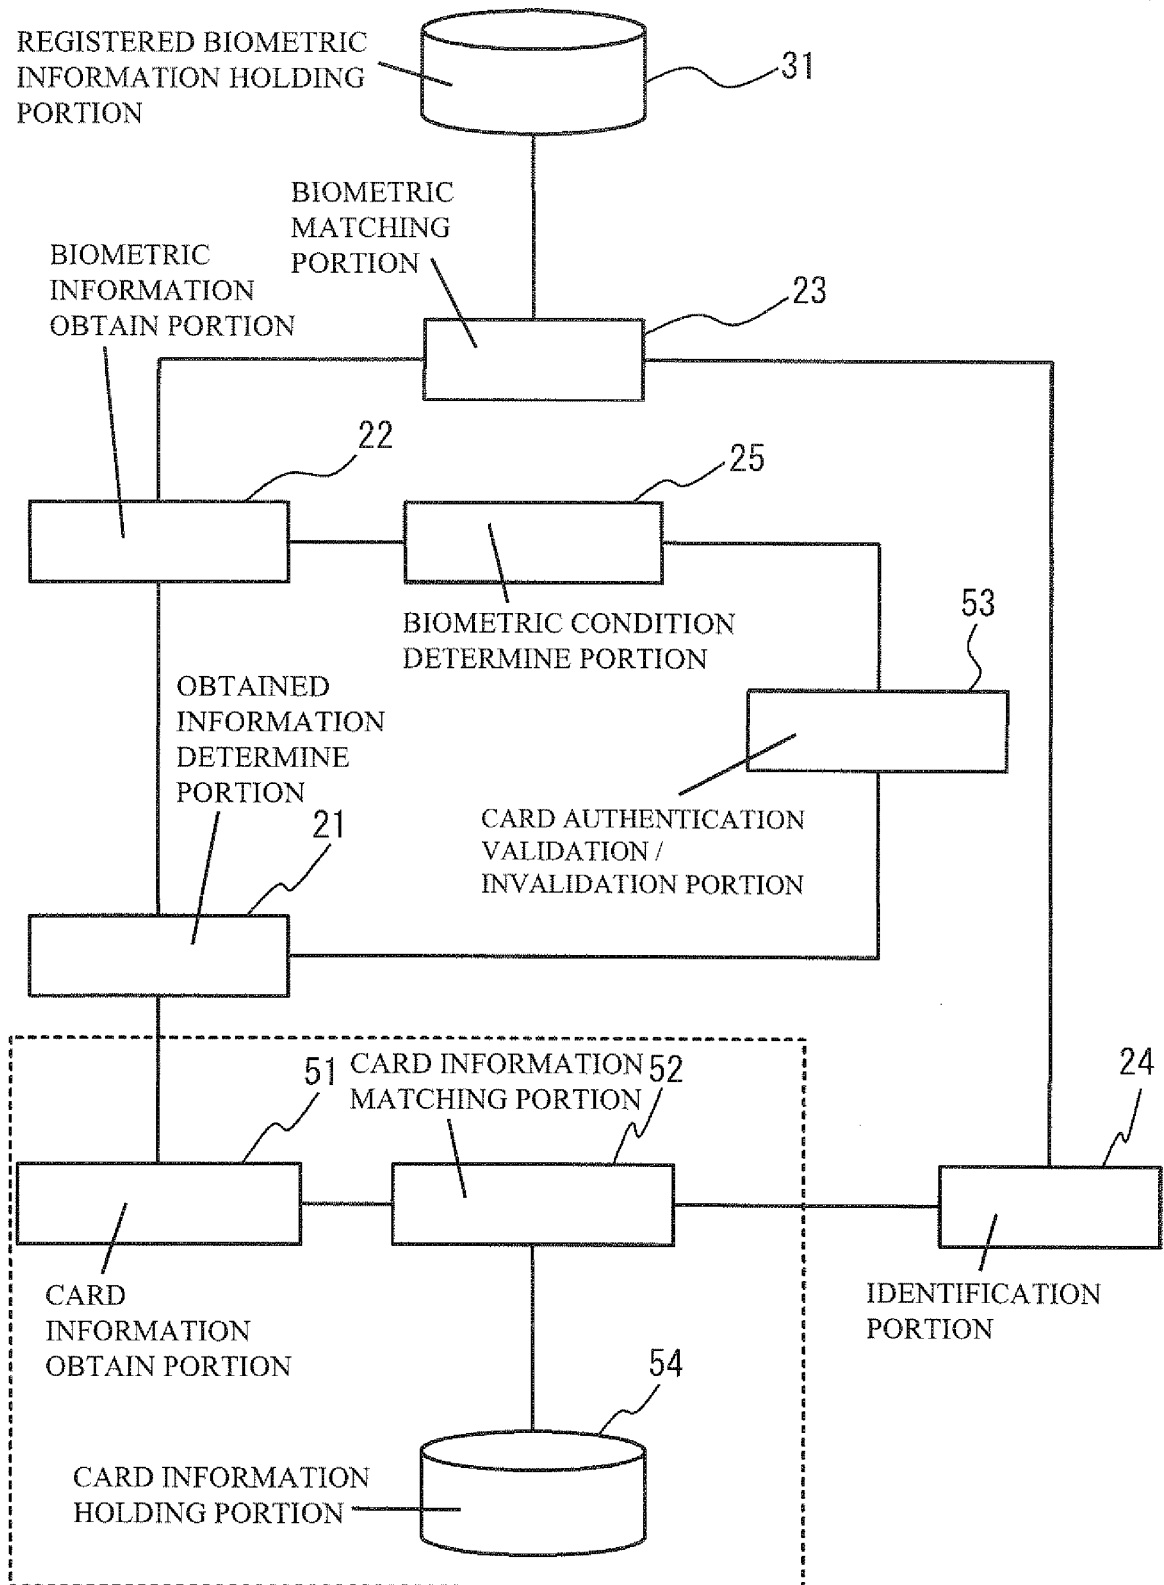 REGISTERED BIOMETRIC
INFORMATION HOLDING
PORTION
31
BIOMETRIC
MATCHING
PORTION
BIOMETRIC
INFORMATION
OBTAIN PORTION
23
22
25
BIOMETRIC CONDITION
DETERMINE PORTION
53
OBTAINED
INFORMATION
DETERMINE
PORTION
CARD AUTHENTICATION
VALIDATION /
INVALIDATION PORTION
21
51
CARD INFORMATION
MATCHING PORTION
52
24
CARD
INFORMATION
OBTAIN PORTION
IDENTIFICATION
PORTION
54
CARD INFORMATION
HOLDING PORTION